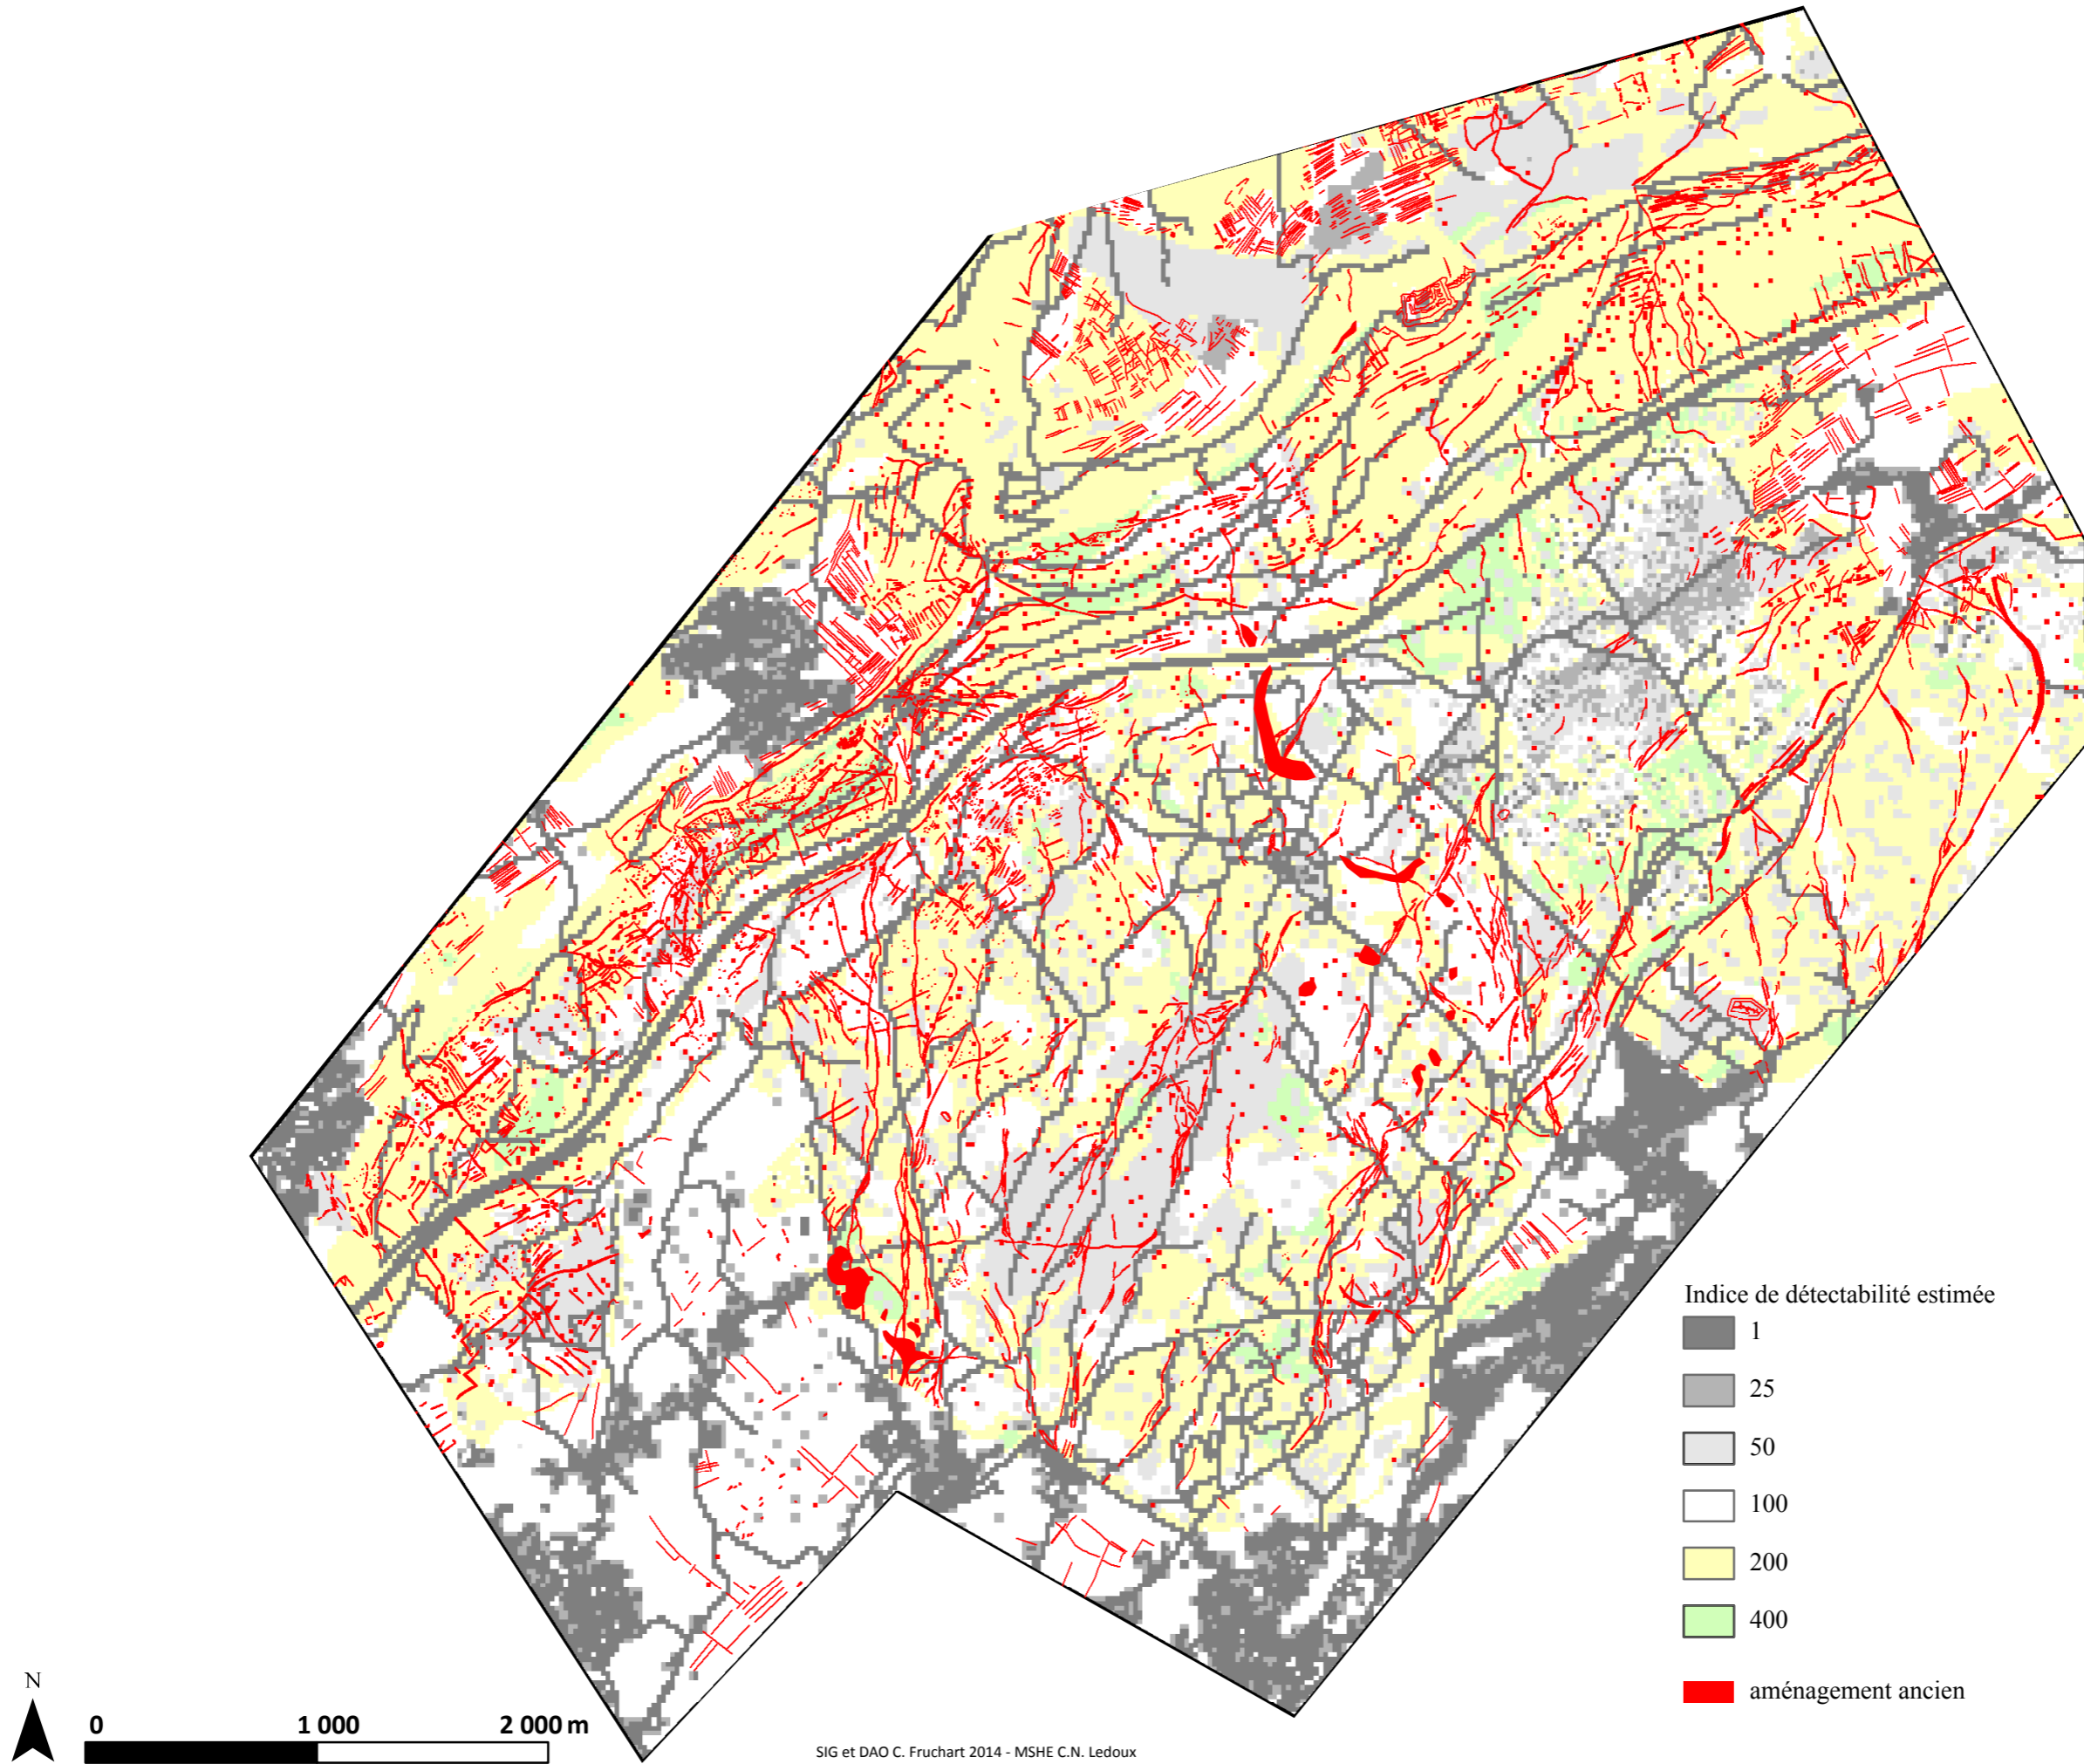 Indice de détectabilité estimée
1
25
50
100
200
400
aménagement ancien
N
0 1 000 2 000 m
SIG et DAO C. Fruchart 2014 - MSHE C.N. Ledoux